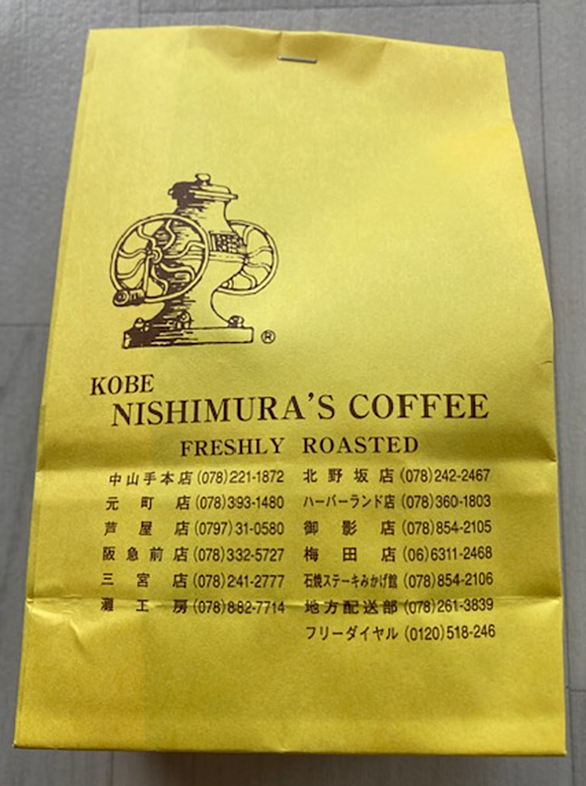 ®
KOBE
NISHIMURA'S COFFEE
FRESHLY ROASTED
中山手本店 (078)221-1872 北野坂店 (078)242-2467
元町店 (078)393-1480 ハーバーランド店 (078)360-1803
芦屋店 (0797)31-0580 御影店 (078)854-2105
阪急前店 (078)332-5727 梅田店 (06)6311-2468
三宮店 (078)241-2777 石焼ステーキみかげ館 (078)854-2106
灘工房 (078)882-7714 地方配送部 (078)261-3839
フリーダイヤル (0120)518-246